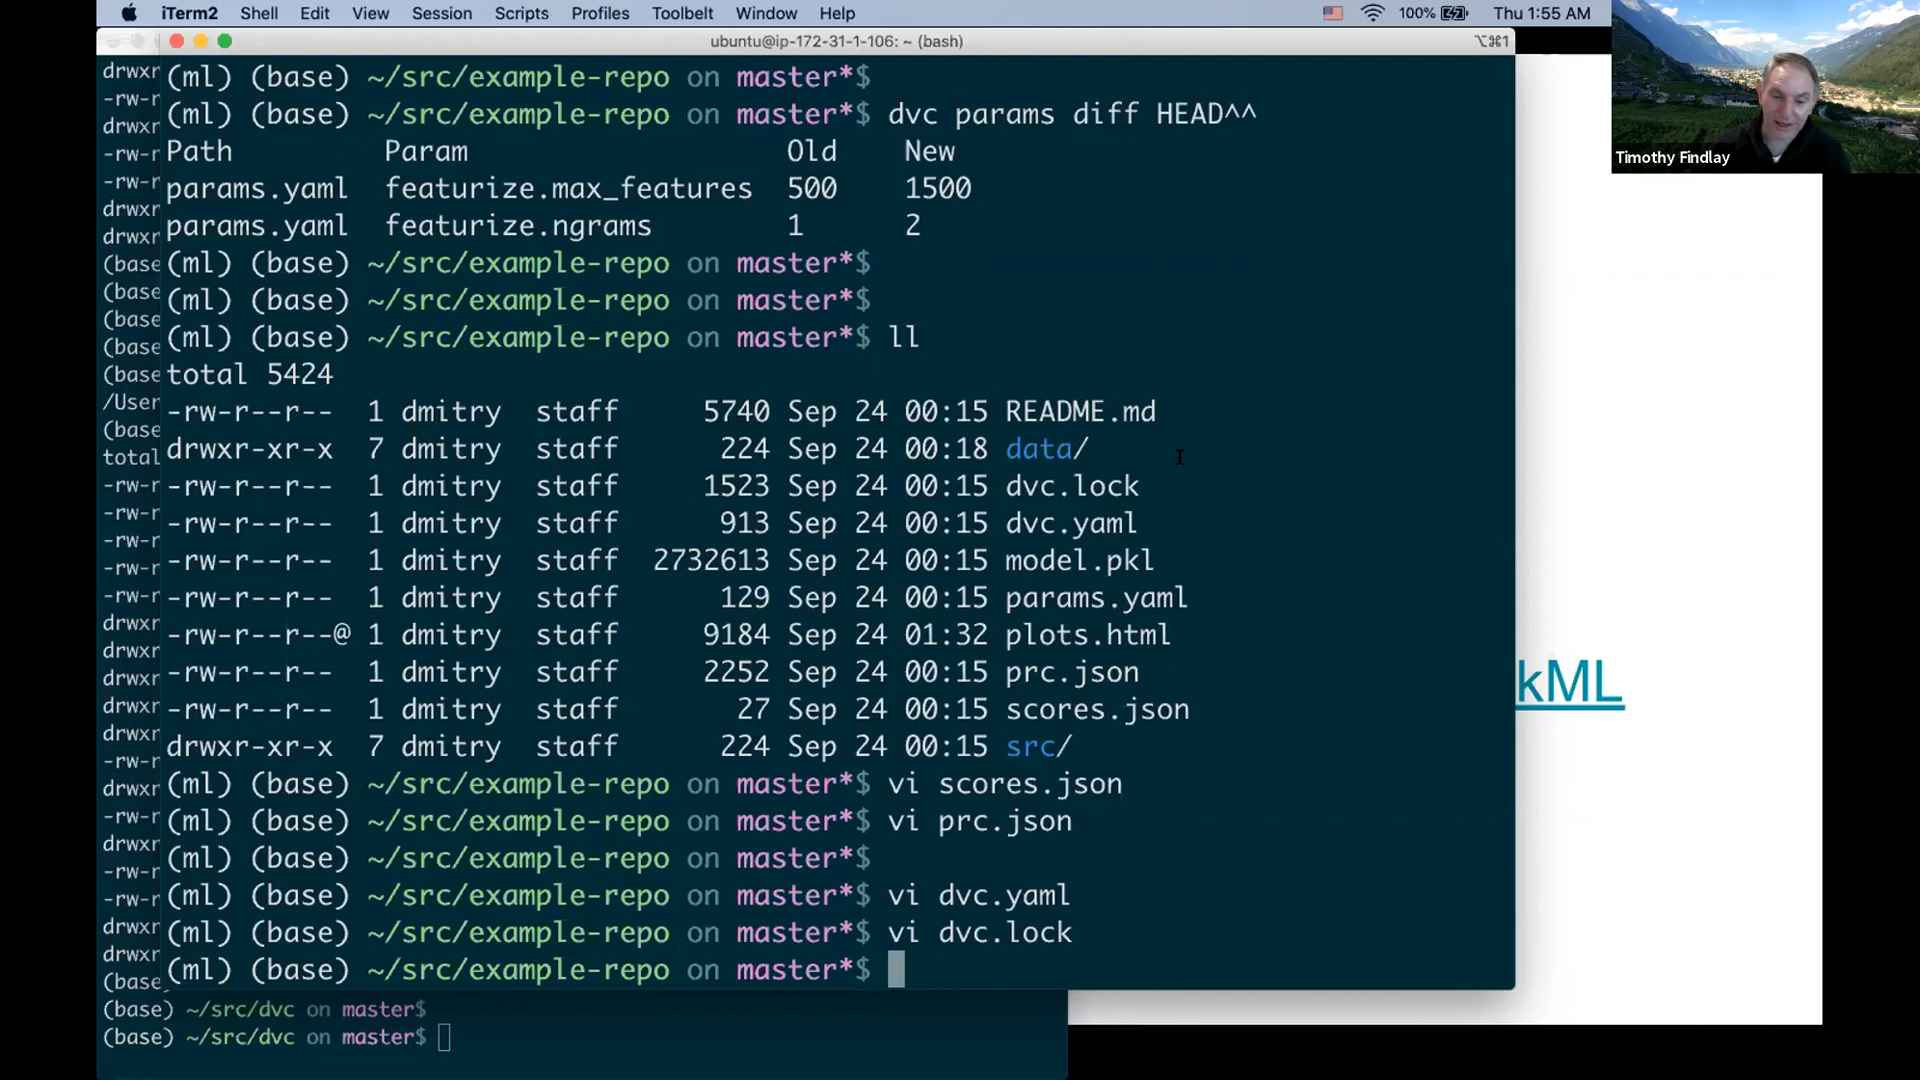 iTerm2 Shell Edit View Session Scripts Profiles Toolbelt Window Help 100% Thu 1:55 AM
ubuntu@ip-172-31-1-106: ~ (bash) ⌥⌘1
(ml) (base) ~/src/example-repo on master*$
(ml) (base) ~/src/example-repo on master*$ dvc params diff HEAD^^
Path Param Old New
params.yaml featurize.max_features 500 1500
params.yaml featurize.ngrams 1 2
(ml) (base) ~/src/example-repo on master*$
(ml) (base) ~/src/example-repo on master*$
(ml) (base) ~/src/example-repo on master*$ ll
total 5424
-rw-r--r-- 1 dmitry staff 5740 Sep 24 00:15 README.md
drwxr-xr-x 7 dmitry staff 224 Sep 24 00:18 data/
-rw-r--r-- 1 dmitry staff 1523 Sep 24 00:15 dvc.lock
-rw-r--r-- 1 dmitry staff 913 Sep 24 00:15 dvc.yaml
-rw-r--r-- 1 dmitry staff 2732613 Sep 24 00:15 model.pkl
-rw-r--r-- 1 dmitry staff 129 Sep 24 00:15 params.yaml
-rw-r--r--@ 1 dmitry staff 9184 Sep 24 01:32 plots.html
-rw-r--r-- 1 dmitry staff 2252 Sep 24 00:15 prc.json
-rw-r--r-- 1 dmitry staff 27 Sep 24 00:15 scores.json
drwxr-xr-x 7 dmitry staff 224 Sep 24 00:15 src/
(ml) (base) ~/src/example-repo on master*$ vi scores.json
(ml) (base) ~/src/example-repo on master*$ vi prc.json
(ml) (base) ~/src/example-repo on master*$
(ml) (base) ~/src/example-repo on master*$ vi dvc.yaml
(ml) (base) ~/src/example-repo on master*$ vi dvc.lock
(ml) (base) ~/src/example-repo on master*$
(base) ~/src/dvc on master$
(base) ~/src/dvc on master$
Timothy Findlay
kML